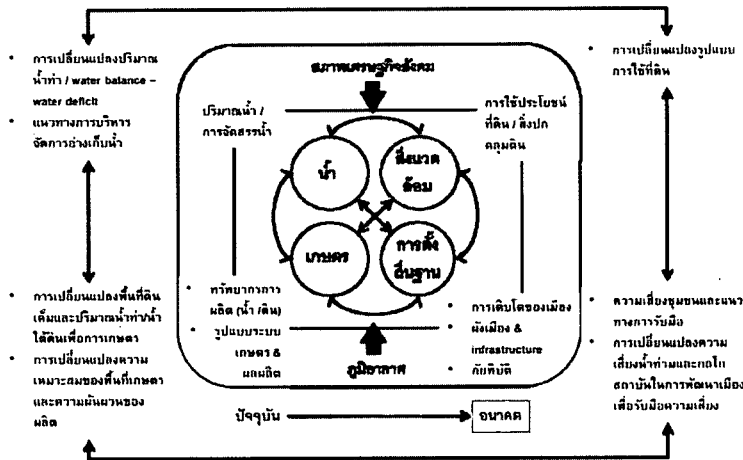 • การเปลี่ยนแปลงปริมาณ
น้ำท่า / water balance –
water deficit
• แนวทางการบริหาร
จัดการอ่างเก็บน้ำ
สภาพเศรษฐกิจสังคม
• การเปลี่ยนแปลงรูปแบบ
การใช้ที่ดิน
ปริมาณน้ำ /
การจัดสรรน้ำ
การใช้ประโยชน์
ที่ดิน / สิ่งปก
คลุมดิน
น้ำ
สิ่งแวด
ล้อม
เกษตร
การตั้ง
ถิ่นฐาน
• การเปลี่ยนแปลงพื้นที่ดิน
เค็มและปริมาณน้ำท่า/น้ำ
ใต้ดินเพื่อการเกษตร
• การเปลี่ยนแปลงความ
เหมาะสมของพื้นที่เกษตร
และความผันผวนของ
ผลิต
• ทรัพยากรการ
ผลิต (น้ำ /ดิน)
• รูปแบบระบบ
เกษตร &
ผลผลิต
ภูมิอากาศ
• การเติบโตของเมือง
ผังเมือง &
infrastructure
• ภัยพิบัติ
• ความเสี่ยงชุมชนและแนว
ทางการรับมือ
• การเปลี่ยนแปลงความ
เสี่ยงน้ำท่วมและกลไก
สถาบันในการพัฒนาเมือง
เพื่อรับมือความเสี่ยง
ปัจจุบัน
อนาคต